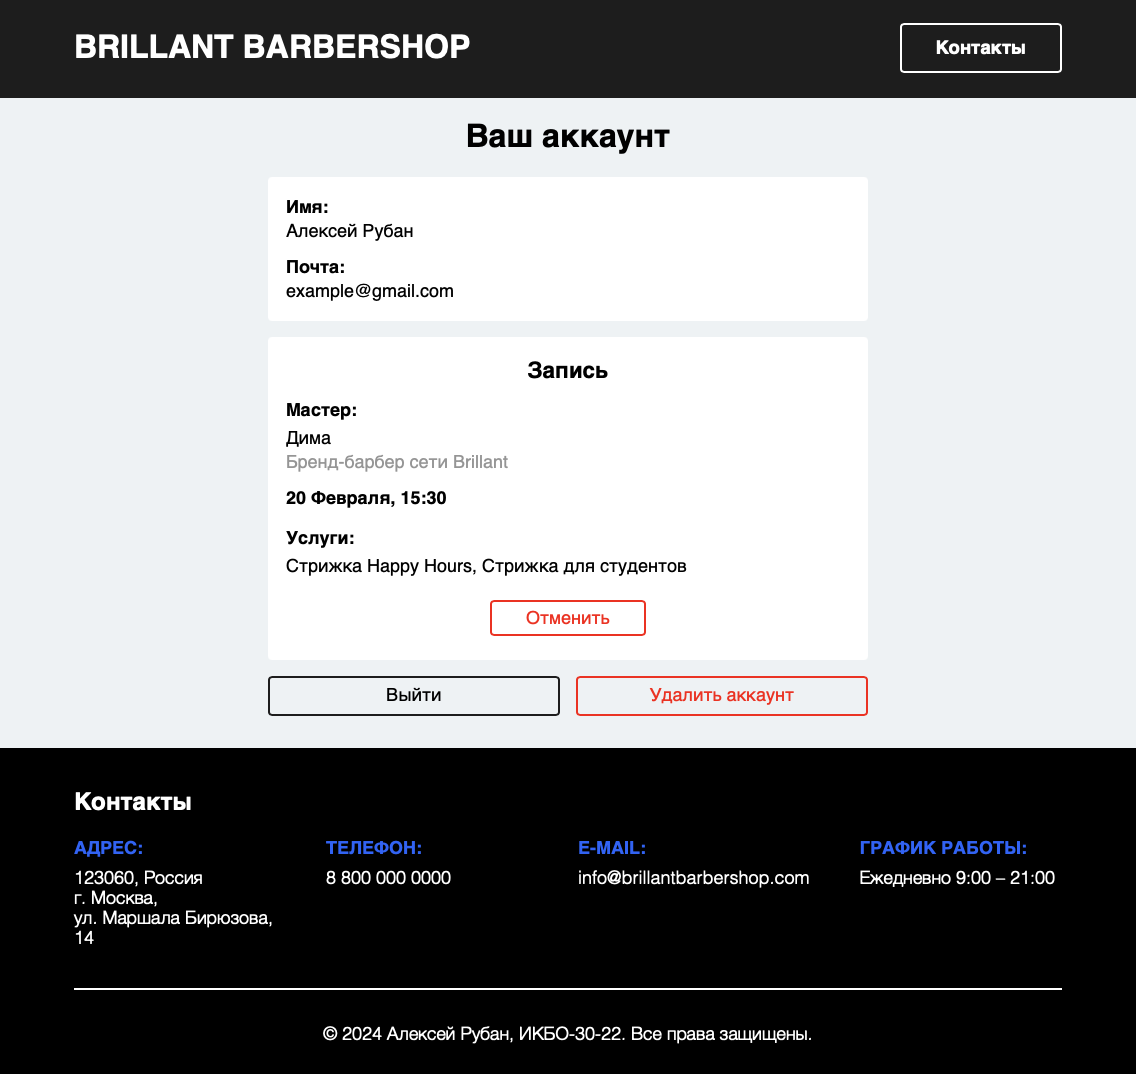 BRILLANT BARBERSHOP
Контакты
Ваш аккаунт
Имя:
Алексей Рубан
Почта:
example@gmail.com
Запись
Мастер:
Дима
Бренд-барбер сети Brillant
20 Февраля, 15:30
Услуги:
Стрижка Happy Hours, Стрижка для студентов
Отменить
Выйти
Удалить аккаунт
Контакты
АДРЕС:
123060, Россия
г. Москва,
ул. Маршала Бирюзова,
14
ТЕЛЕФОН:
8 800 000 0000
E-MAIL:
info@brillantbarbershop.com
ГРАФИК РАБОТЫ:
Ежедневно 9:00 – 21:00
© 2024 Алексей Рубан, ИКБО-30-22. Все права защищены.